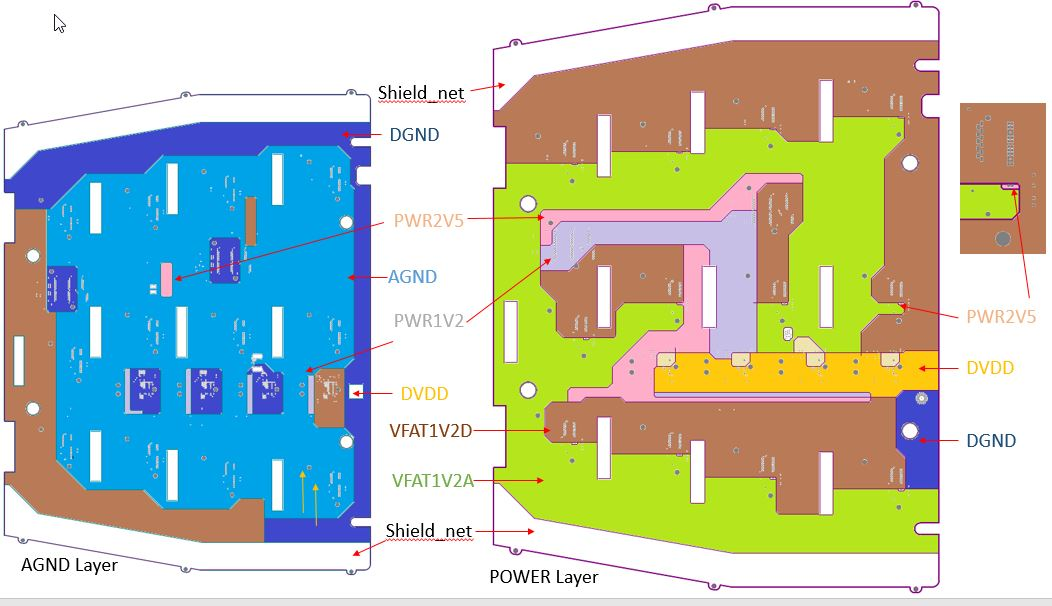 Shield_net
DGND
PWR2V5
AGND
PWR1V2
PWR2V5
DVDD
DVDD
VFAT1V2D
DGND
VFAT1V2A
Shield_net
AGND Layer
POWER Layer